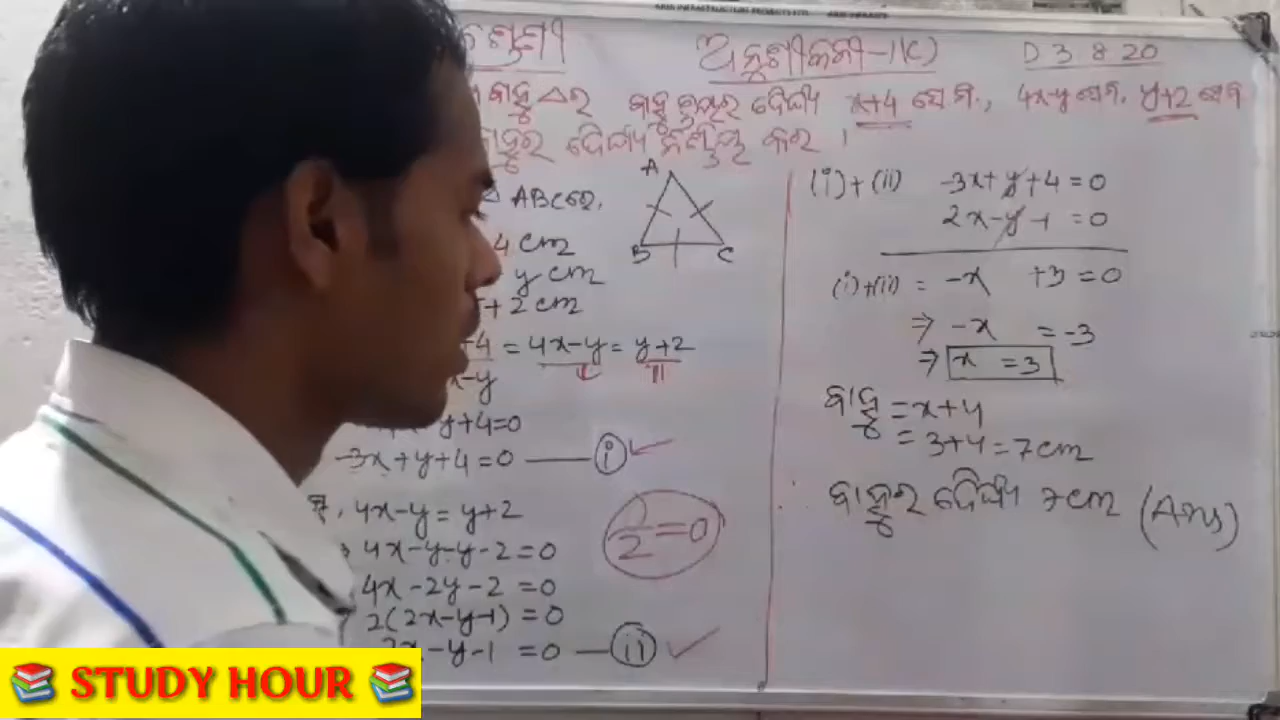 ଶ୍ରେଣୀ ଅନୁଶୀଳନୀ-1(C) D 3 8 20
ବାହୁ Δର ବାହୁ ଦୈର୍ଘ୍ୟ x+4 ସେ.ମି., 4x-y ସେମି, y+2 ସେମି
ବାହୁର ଦୈର୍ଘ୍ୟ ନିର୍ଣ୍ଣୟ କର ।
Δ ABCରେ,
4 cm
y cm
+ 2 cm
+4 = 4x-y = y+2
x-y
y+4=0
-3x+y+4=0 — (i)
4x-y=y+2
4x-y-y-2=0
4x-2y-2=0
2(2x-y-1)=0
2x-y-1=0 — (ii)
A
B C
0/2=0
(i)+(ii) -3x+y+4=0
2x-y-1=0
(i)+(ii) = -x +3=0
⇒ -x = -3
⇒ x = 3
ବାହୁ = x+4
= 3+4=7cm
ବାହୁର ଦୈର୍ଘ୍ୟ 7cm (Ans)
STUDY HOUR